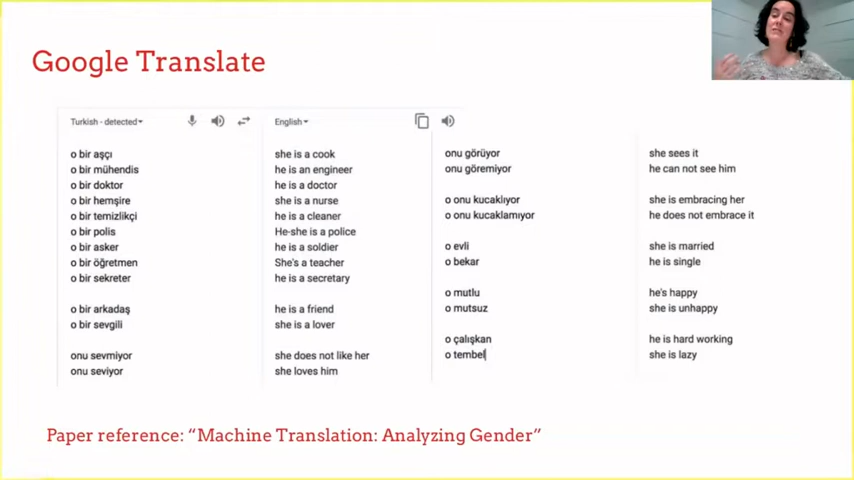 Google Translate
Turkish - detected
English
o bir aşçı
o bir mühendis
o bir doktor
o bir hemşire
o bir temizlikçi
o bir polis
o bir asker
o bir öğretmen
o bir sekreter
o bir arkadaş
o bir sevgili
onu sevmiyor
onu seviyor
she is a cook
he is an engineer
he is a doctor
she is a nurse
he is a cleaner
He-she is a police
he is a soldier
She's a teacher
he is a secretary
he is a friend
she is a lover
she does not like her
she loves him
onu görüyor
onu göremiyor
o onu kucaklıyor
o onu kucaklamıyor
o evli
o bekar
o mutlu
o mutsuz
o çalışkan
o tembel
she sees it
he can not see him
she is embracing her
he does not embrace it
she is married
he is single
he's happy
she is unhappy
he is hard working
she is lazy
Paper reference: “Machine Translation: Analyzing Gender”